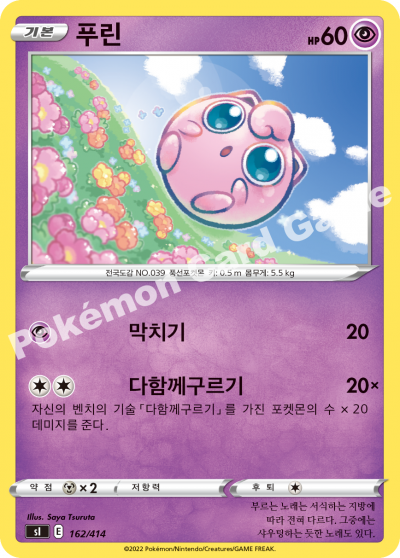 기본 푸린 HP60
전국도감 NO.039 풍선포켓몬 키: 0.5 m 몸무게: 5.5 kg
Pokémon Card Game
막치기 20
다함께구르기 20×
자신의 벤치의 기술「다함께구르기」를 가진 포켓몬의 수 × 20
데미지를 준다.
약점 ×2 저항력 후퇴
Illus. Saya Tsuruta
sI E 162/414
부르는 노래는 서식하는 지방에
따라 전혀 다르다. 그중에는
샤우팅하는 듯한 노래도 있다.
©2022 Pokémon/Nintendo/Creatures/GAME FREAK.